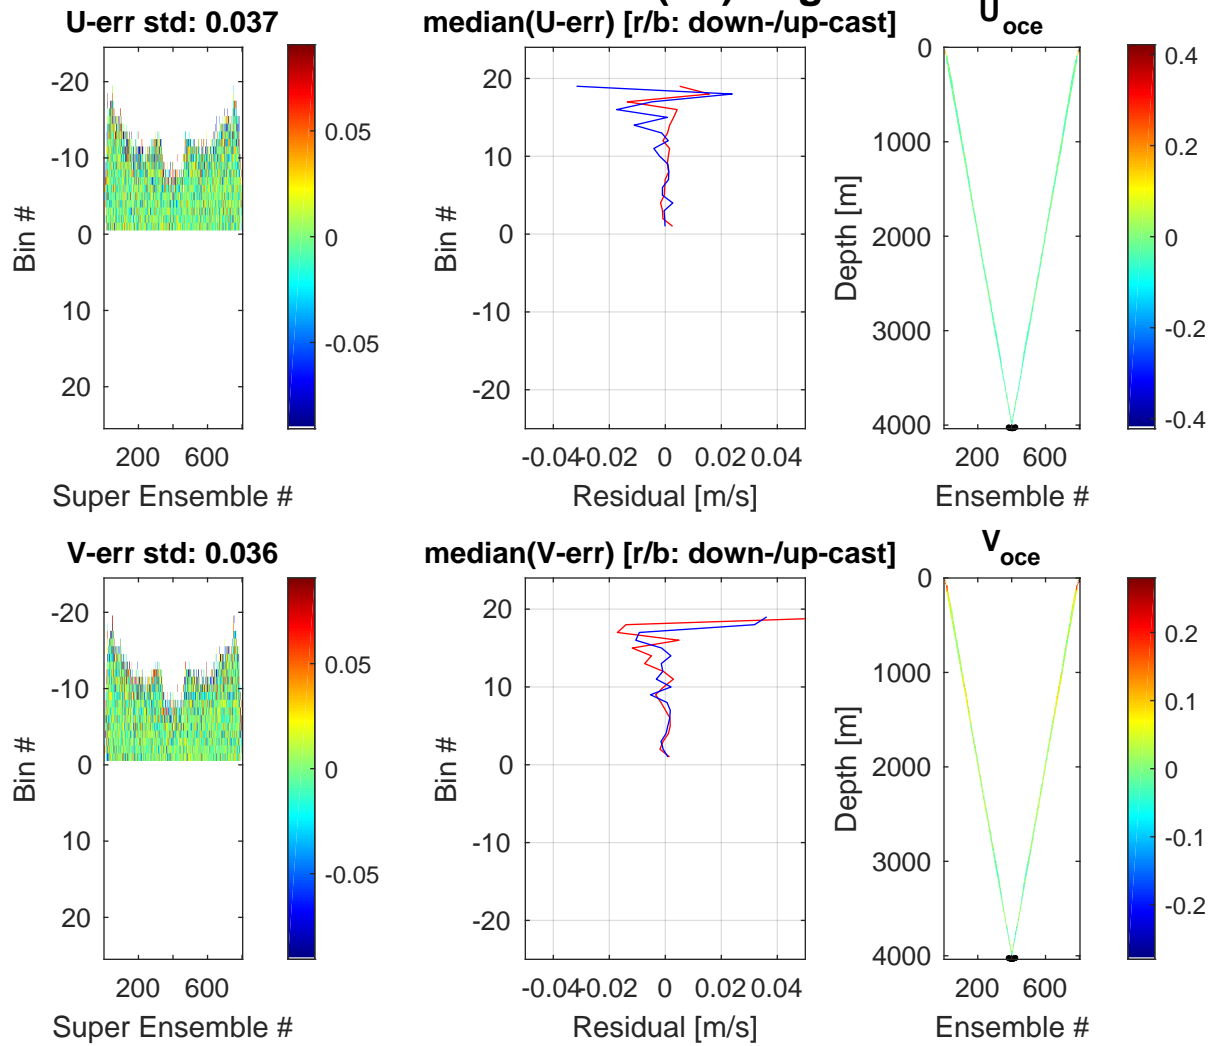 U-err std: 0.037
-20
-10
0
10
20
200 600
Super Ensemble #
Bin #
0.05
0
-0.05
median(U-err) [r/b: down-/up-cast]
20
10
0
-10
-20
-0.04 -0.02 0 0.02 0.04
Residual [m/s]
Bin #
U_oce
0
1000
2000
3000
4000
200 600
Ensemble #
Depth [m]
0.4
0.2
0
-0.2
-0.4
V-err std: 0.036
-20
-10
0
10
20
200 600
Super Ensemble #
Bin #
0.05
0
-0.05
median(V-err) [r/b: down-/up-cast]
20
10
0
-10
-20
-0.04 -0.02 0 0.02 0.04
Residual [m/s]
Bin #
V_oce
0
1000
2000
3000
4000
200 600
Ensemble #
Depth [m]
0.2
0.1
0
-0.1
-0.2